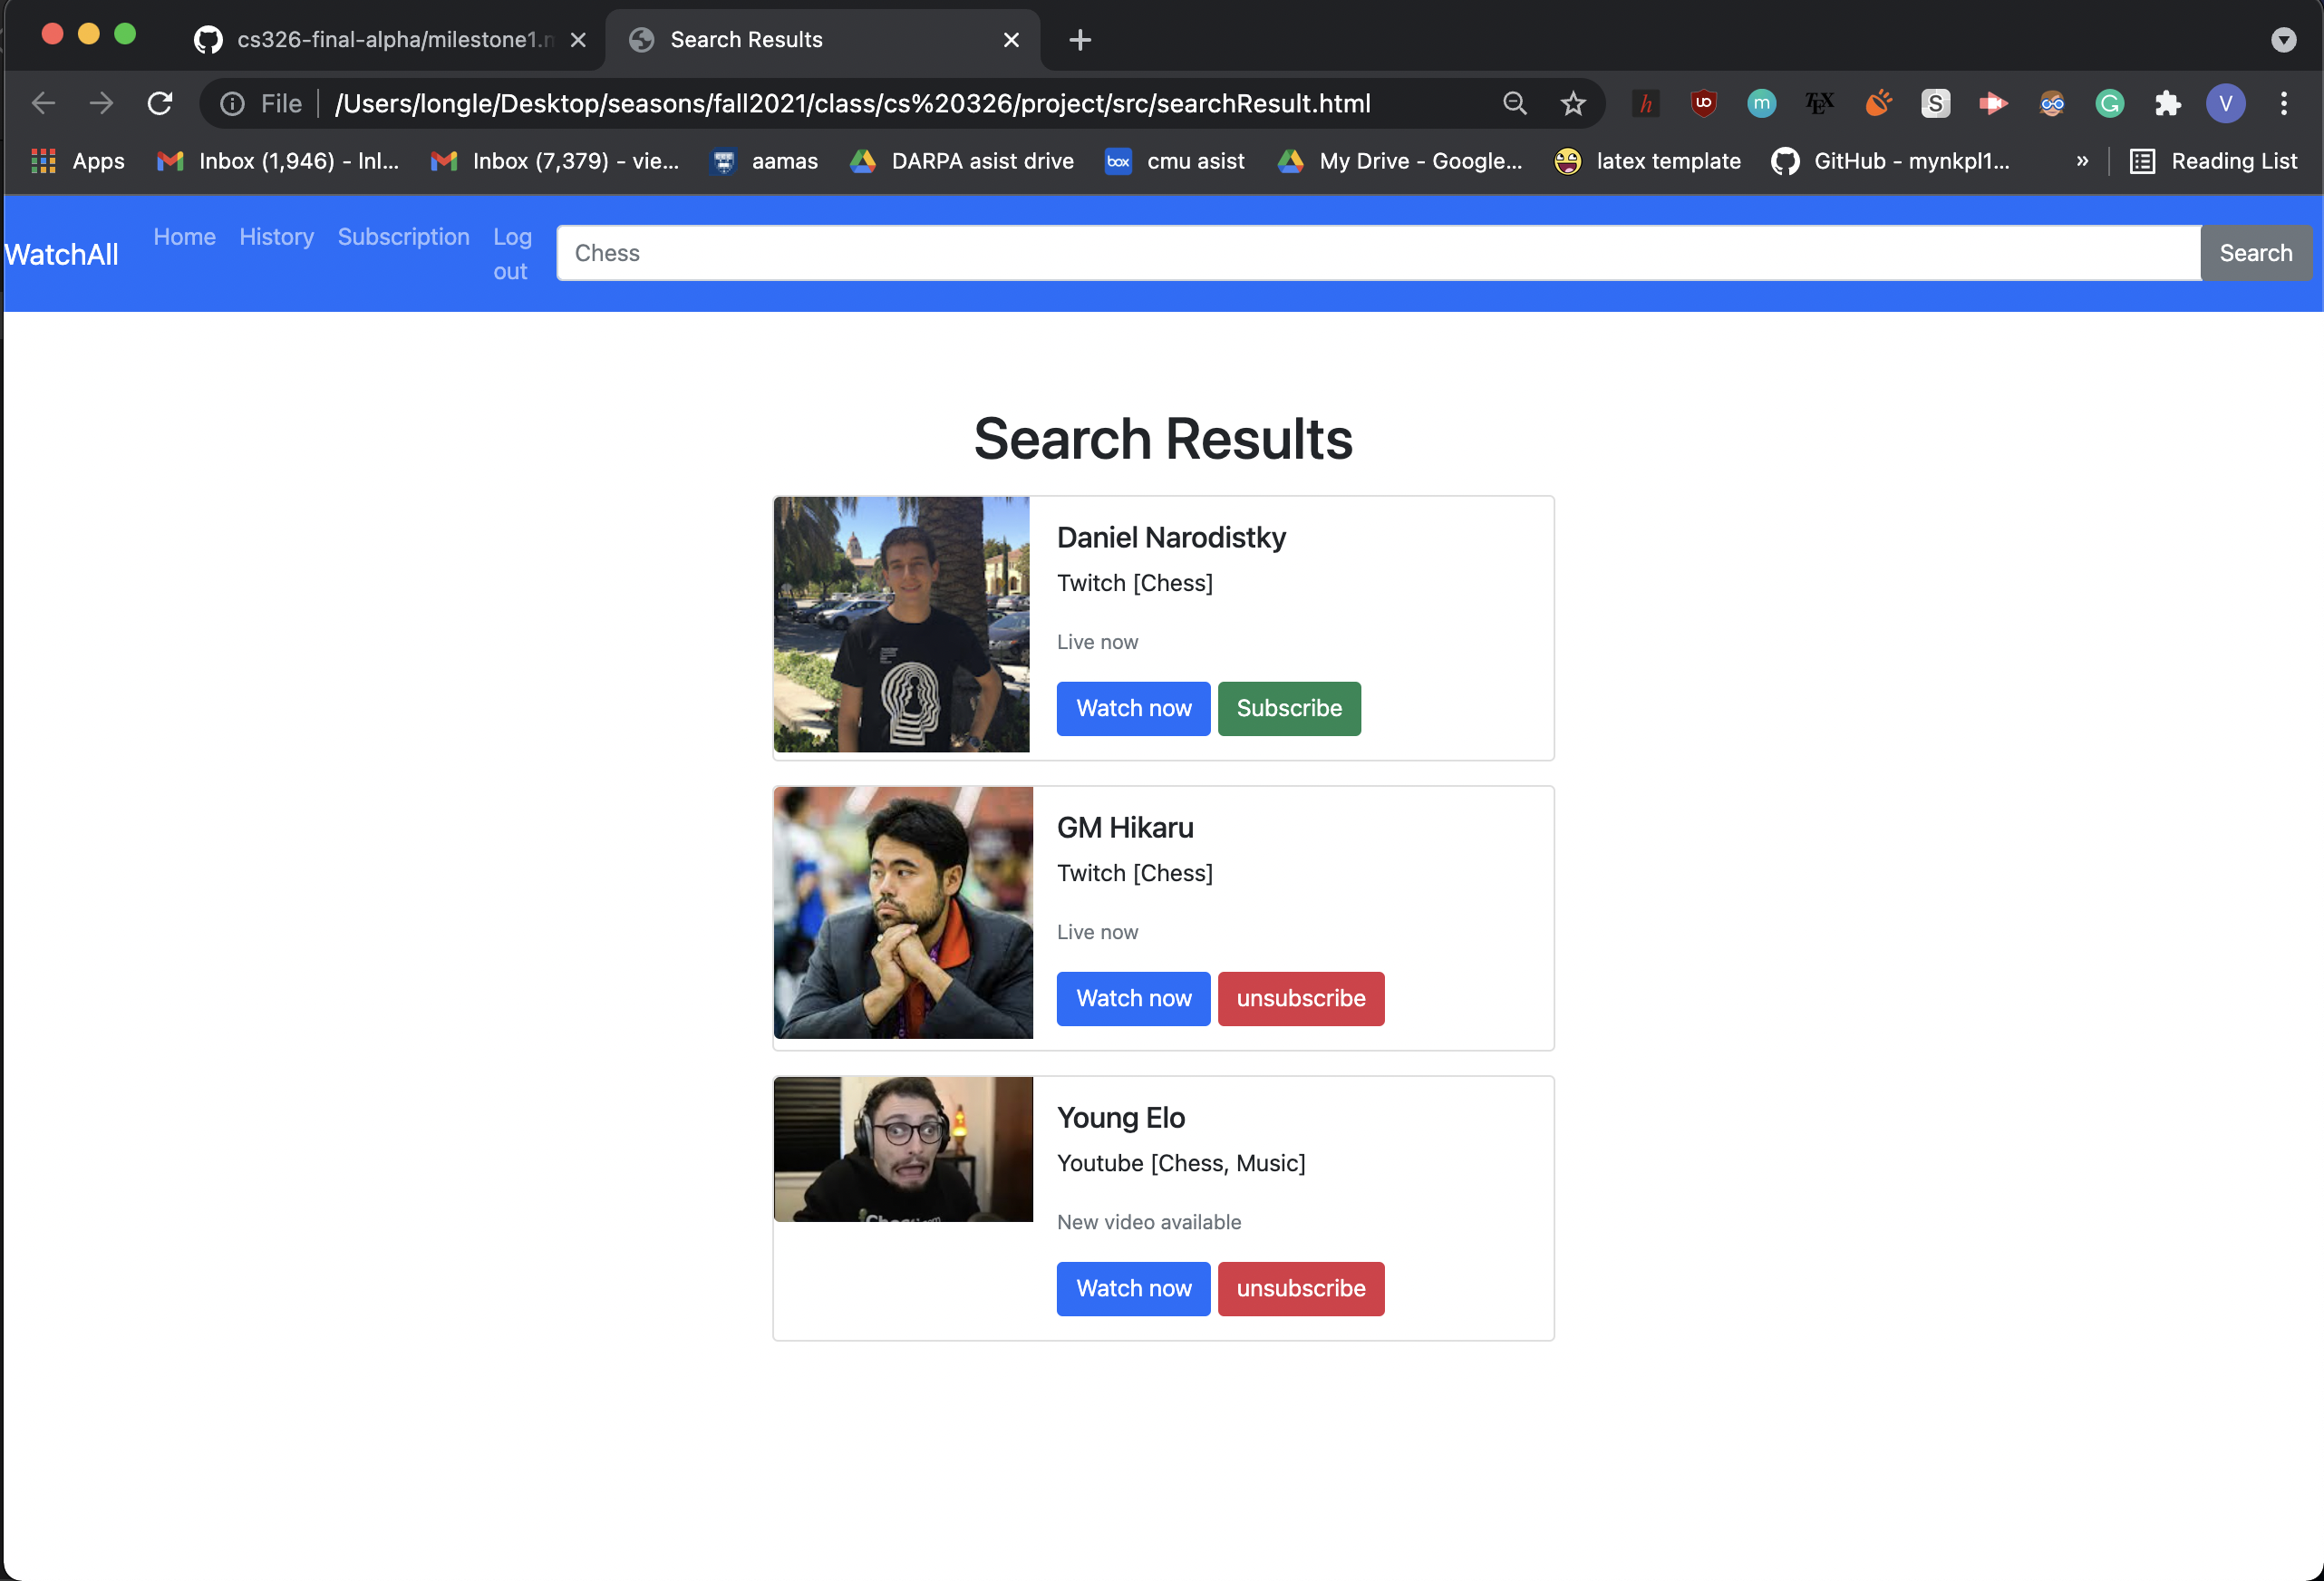 cs326-final-alpha/milestone1.m
Search Results
File
/Users/longle/Desktop/seasons/fall2021/class/cs%20326/project/src/searchResult.html
Apps
Inbox (1,946) - lnl...
Inbox (7,379) - vie...
aamas
DARPA asist drive
box
cmu asist
My Drive - Google...
latex template
GitHub - mynkpl1...
»
Reading List
WatchAll
Home
History
Subscription
Log
out
Chess
Search
Search Results
Daniel Narodistky
Twitch [Chess]
Live now
Watch now
Subscribe
GM Hikaru
Twitch [Chess]
Live now
Watch now
unsubscribe
Young Elo
Youtube [Chess, Music]
New video available
Watch now
unsubscribe